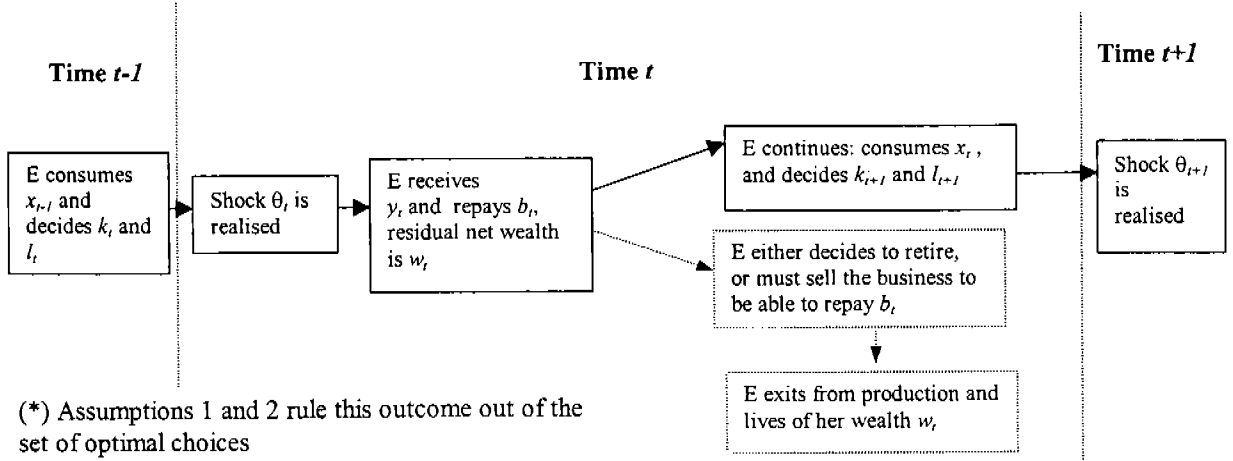 Time t-1
Time t
Time t+1
E consumes
x_{t-1} and
decides k_t and
l_t
Shock θ_t is
realised
E receives
y_t and repays b_t,
residual net wealth
is w_t
E continues: consumes x_t ,
and decides k_{t+1} and l_{t+1}
E either decides to retire,
or must sell the business to
be able to repay b_t
E exits from production and
lives of her wealth w_t
Shock θ_{t+1}
is
realised
(*) Assumptions 1 and 2 rule this outcome out of the
set of optimal choices